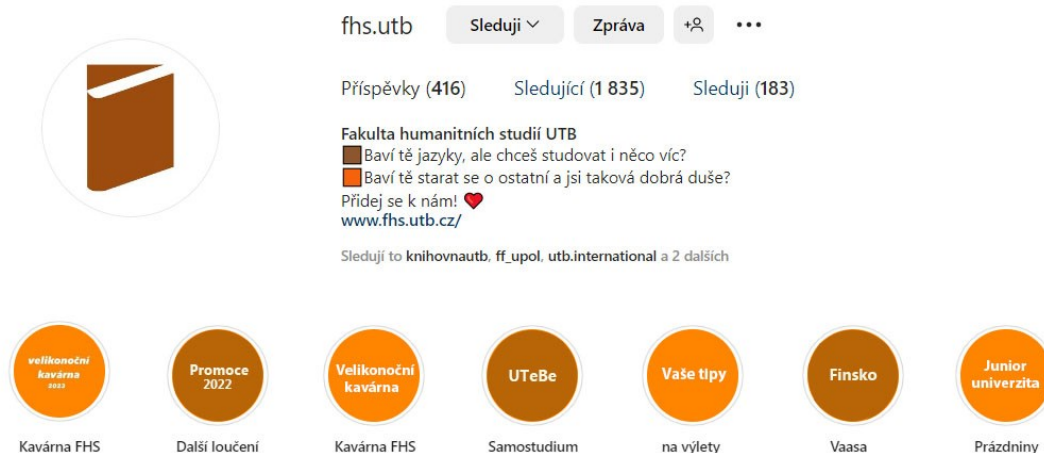 fhs.utb Sleduji Zpráva
Příspěvky (416) Sledující (1 835) Sleduji (183)
Fakulta humanitních studií UTB
Baví tě jazyky, ale chceš studovat i něco víc?
Baví tě starat se o ostatní a jsi taková dobrá duše?
Přidej se k nám!
www.fhs.utb.cz/
Sledují to knihovnautb, ff_upol, utb.international a 2 dalších
velikonoční
kavárna
Promoce
2022
Velikonoční
kavárna
UTeBe
Vaše tipy
Finsko
Junior
univerzita
Kavárna FHS
Další loučení
Kavárna FHS
Samostudium
na výlety
Vaasa
Prázdniny